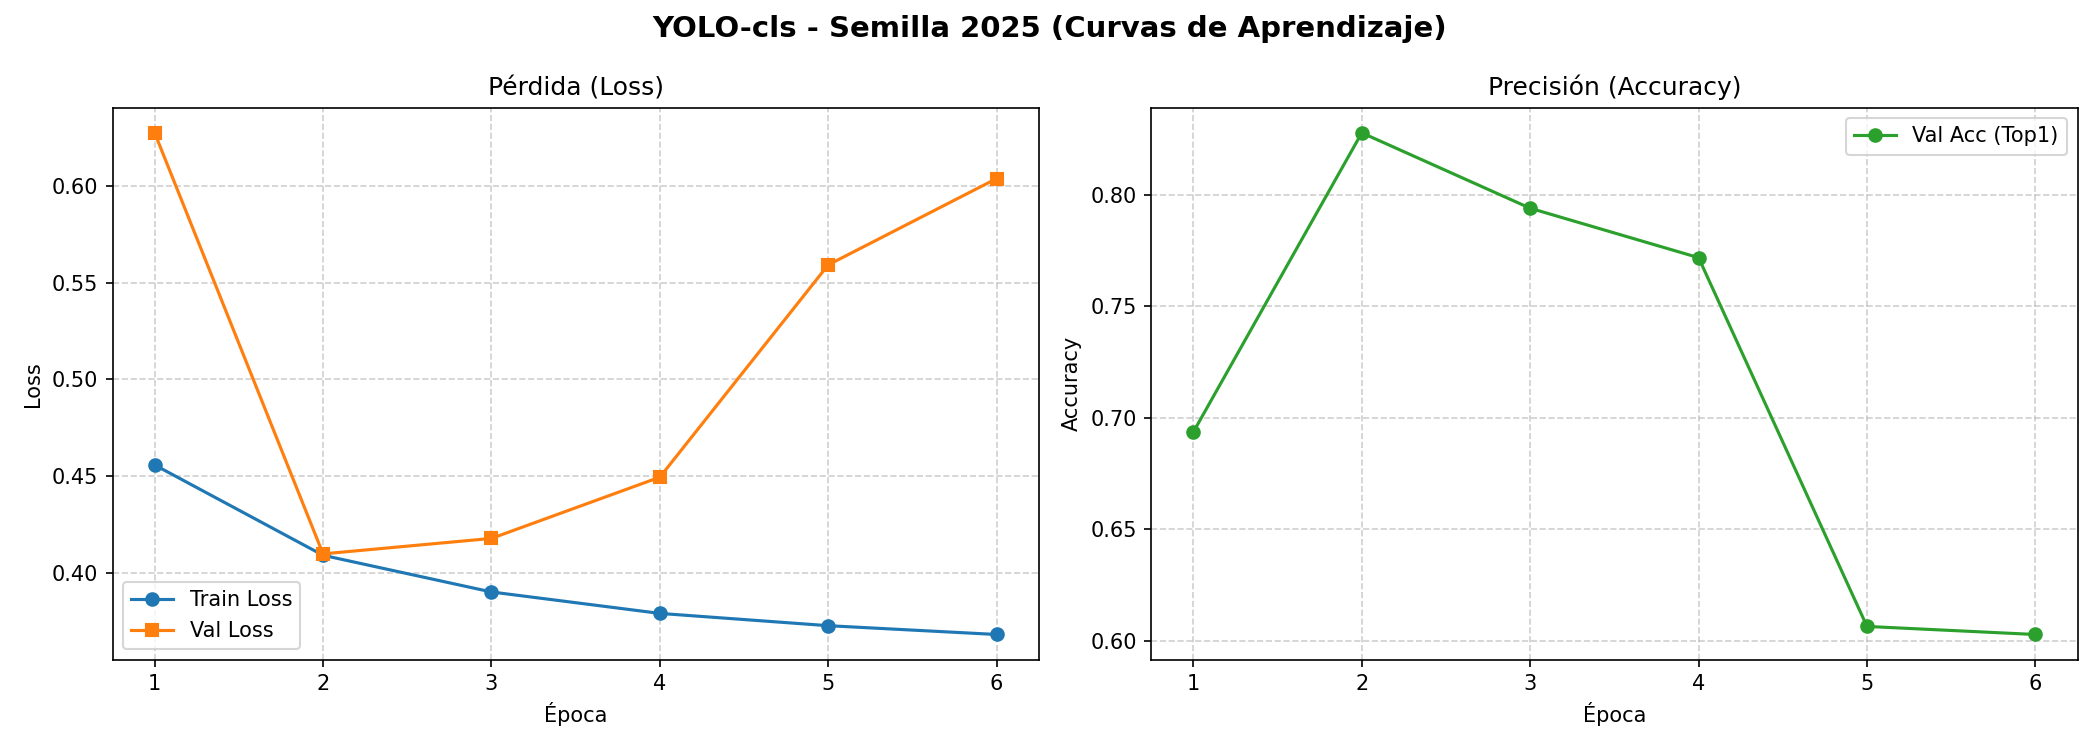 YOLO-cls - Semilla 2025 (Curvas de Aprendizaje)
Pérdida (Loss)
Loss
0.60
0.55
0.50
0.45
0.40
Train Loss
Val Loss
1 2 3 4 5 6
Época
Precisión (Accuracy)
Accuracy
Val Acc (Top1)
0.80
0.75
0.70
0.65
0.60
1 2 3 4 5 6
Época